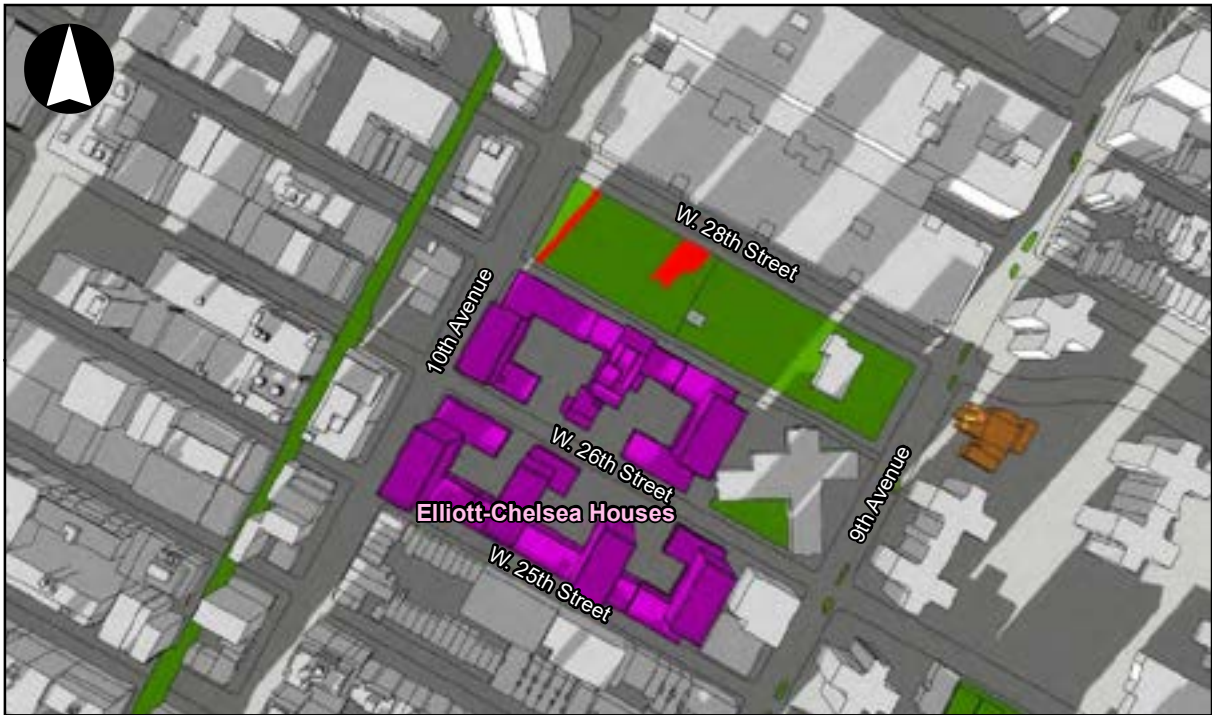 W. 28th Street
10th Avenue
W. 26th Street
9th Avenue
Elliott-Chelsea Houses
W. 25th Street